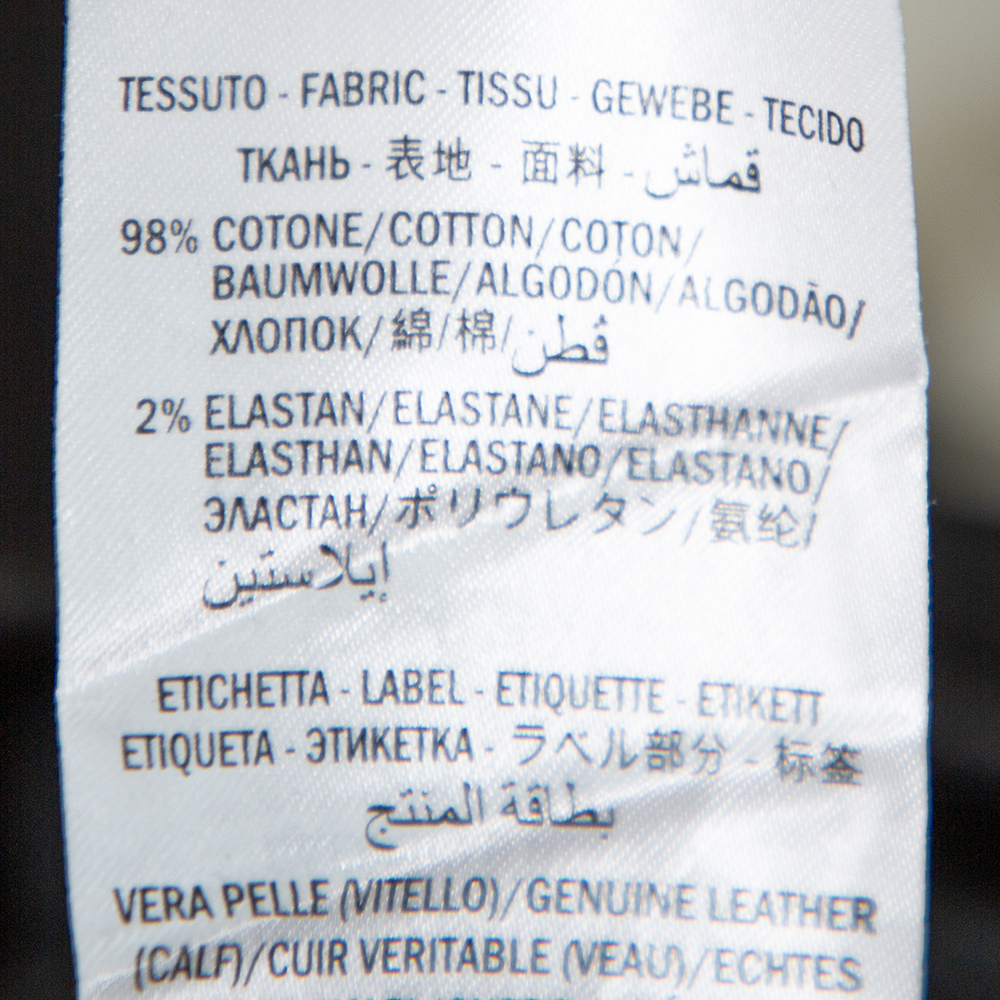 TESSUTO - FABRIC - TISSU - GEWEBE - TECIDO
ТКАНЬ - 表地 - 面料 - قماش
98% COTONE/COTTON/COTON/
BAUMWOLLE/ALGODÓN/ALGODÃO/
ХЛОПОК/綿/棉/قطن
2% ELASTAN/ELASTANE/ELASTHANNE/
ELASTHAN/ELASTANO/ELASTANO/
ЭЛАСТАН/ポリウレタン/氨纶/
إيلاستين
ETICHETTA - LABEL - ETIQUETTE - ETIKETT
ETIQUETA - ЭТИКЕТКА - ラベル部分 - 标签
بطاقة المنتج
VERA PELLE (VITELLO)/GENUINE LEATHER
(CALF)/CUIR VERITABLE (VEAU)/ECHTES